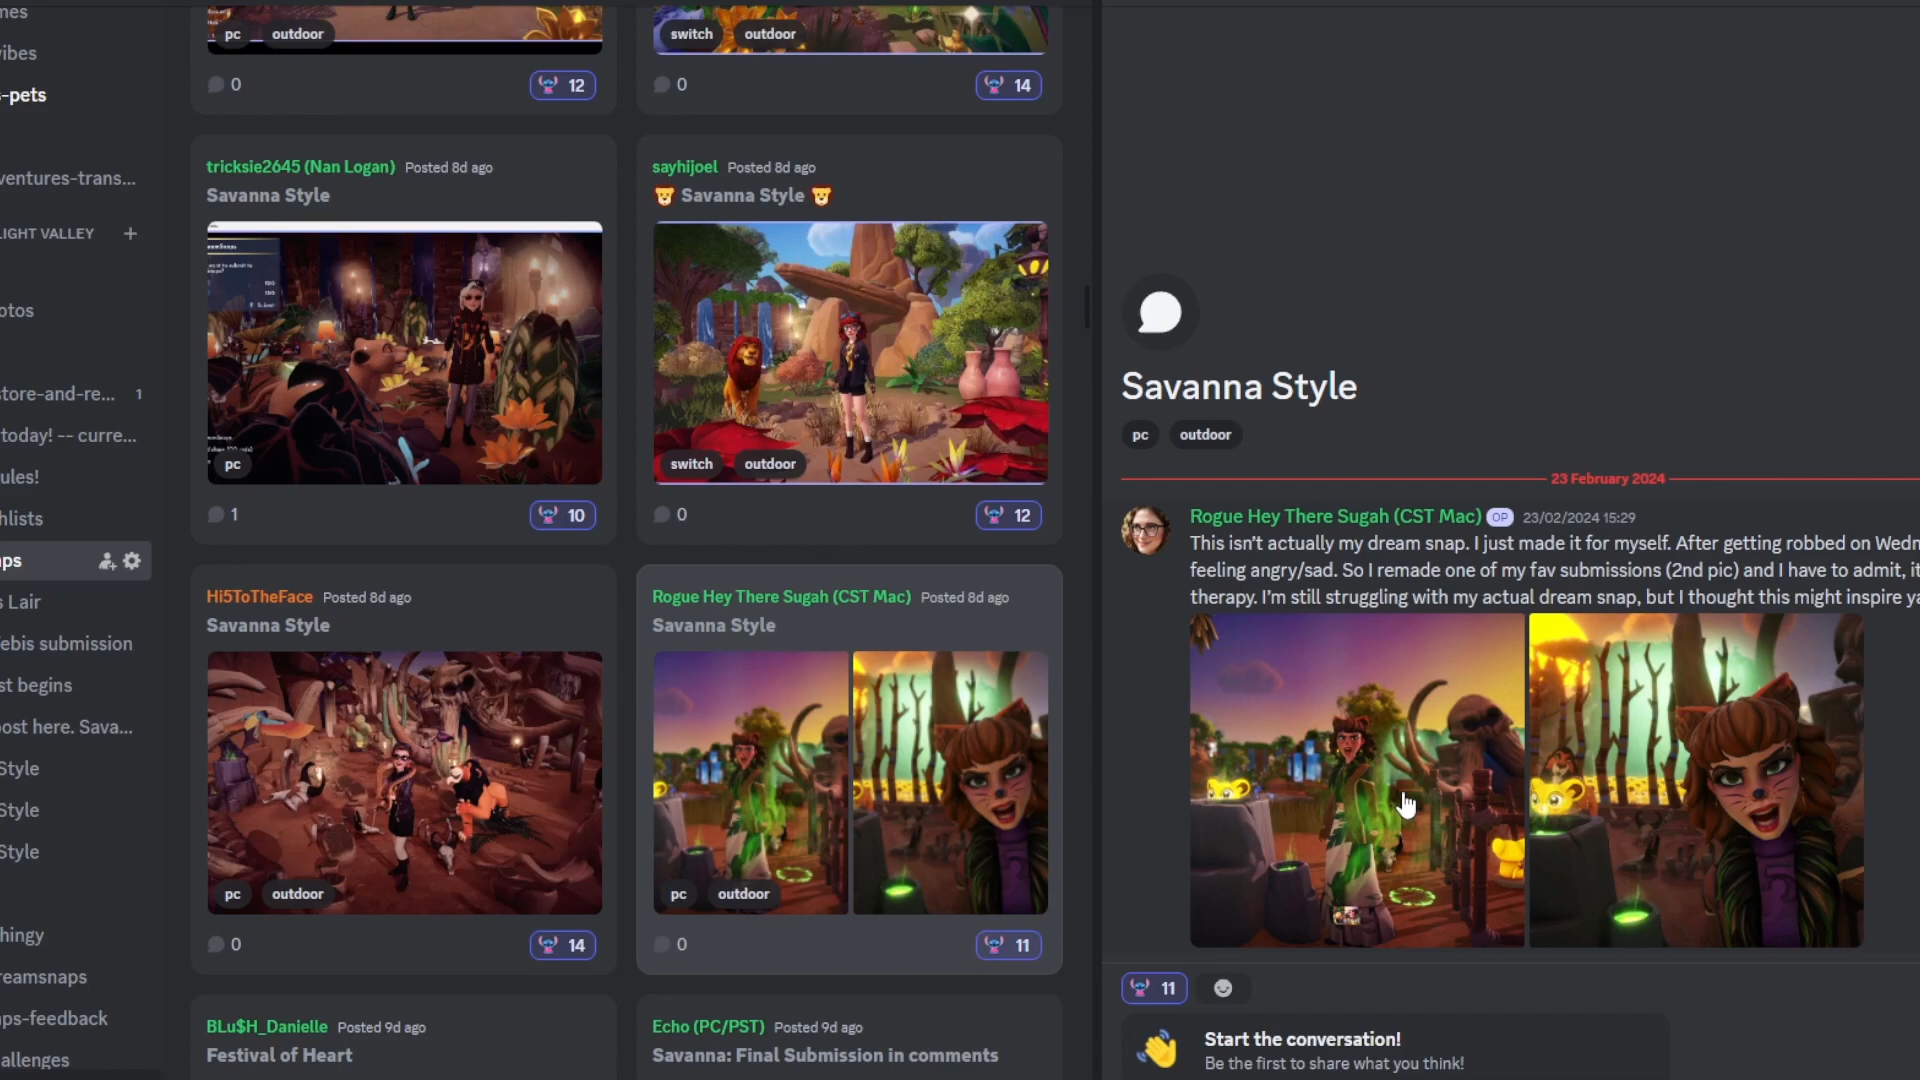 mes
vibes
s-pets
ventures-trans...
IGHT VALLEY +
otos
tore-and-re... 1
today! -- curre...
ules!
hlists
ps
s Lair
ebis submission
st begins
post here. Sava...
Style
Style
Style
hingy
reamsnaps
ps-feedback
allenges
pc outdoor
0 12
switch outdoor
0 14
tricksie2645 (Nan Logan) Posted 8d ago
Savanna Style
pc
1 10
sayhijoel Posted 8d ago
🦁 Savanna Style 🦁
switch outdoor
0 12
Hi5ToTheFace Posted 8d ago
Savanna Style
pc outdoor
0 14
Rogue Hey There Sugah (CST Mac) Posted 8d ago
Savanna Style
pc outdoor
0 11
BLu$H_Danielle Posted 9d ago
Festival of Heart
Echo (PC/PST) Posted 9d ago
Savanna: Final Submission in comments
Savanna Style
pc outdoor
23 February 2024
Rogue Hey There Sugah (CST Mac) OP 23/02/2024 15:29
This isn't actually my dream snap. I just made it for myself. After getting robbed on Wedn
feeling angry/sad. So I remade one of my fav submissions (2nd pic) and I have to admit, it
therapy. I'm still struggling with my actual dream snap, but I thought this might inspire ya
11
Start the conversation!
Be the first to share what you think!